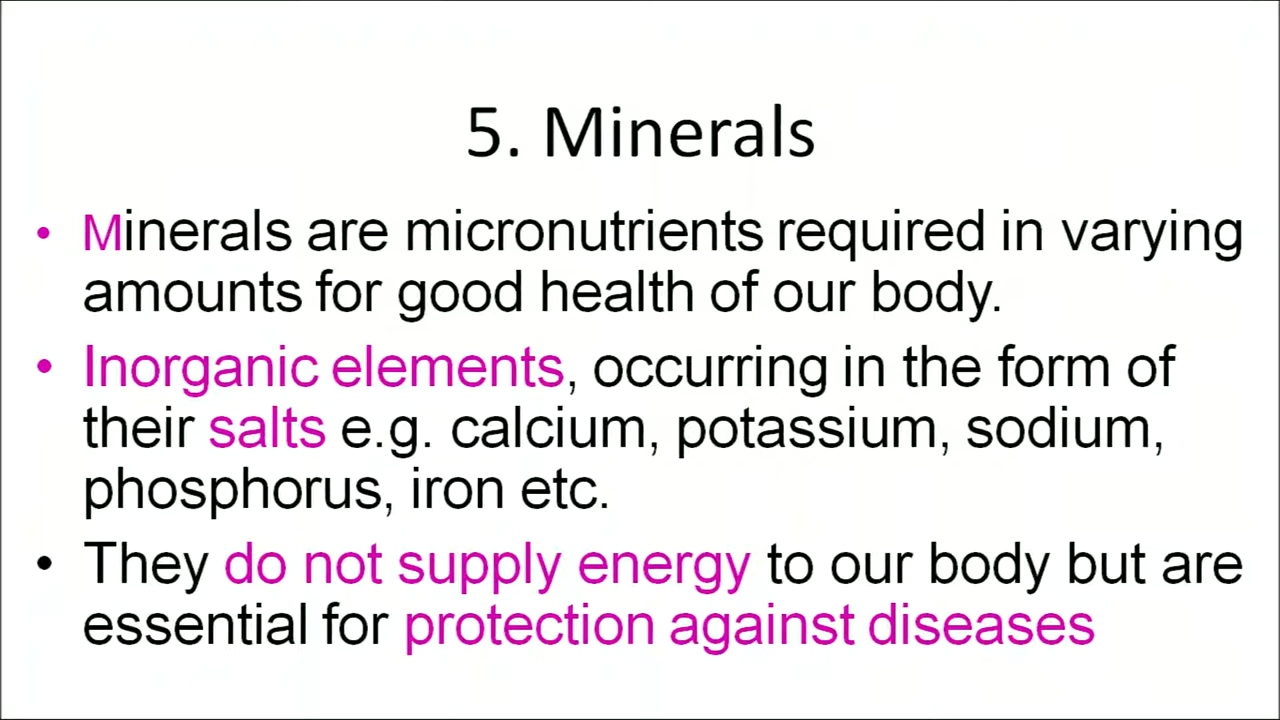 5. Minerals
• Minerals are micronutrients required in varying
amounts for good health of our body.
• Inorganic elements, occurring in the form of
their salts e.g. calcium, potassium, sodium,
phosphorus, iron etc.
• They do not supply energy to our body but are
essential for protection against diseases